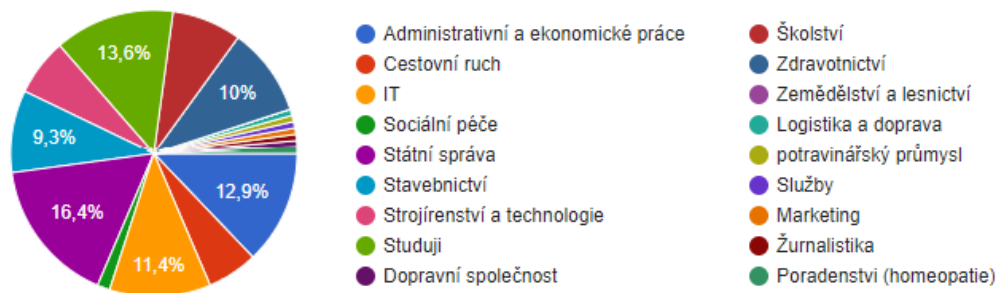 13,6%
10%
9,3%
12,9%
16,4%
11,4%
Administrativní a ekonomické práce
Cestovní ruch
IT
Sociální péče
Státní správa
Stavebnictví
Strojírenství a technologie
Studuji
Dopravní společnost
Školství
Zdravotnictví
Zemědělství a lesnictví
Logistika a doprava
potravinářský průmysl
Služby
Marketing
Žurnalistika
Poradenstvi (homeopatie)